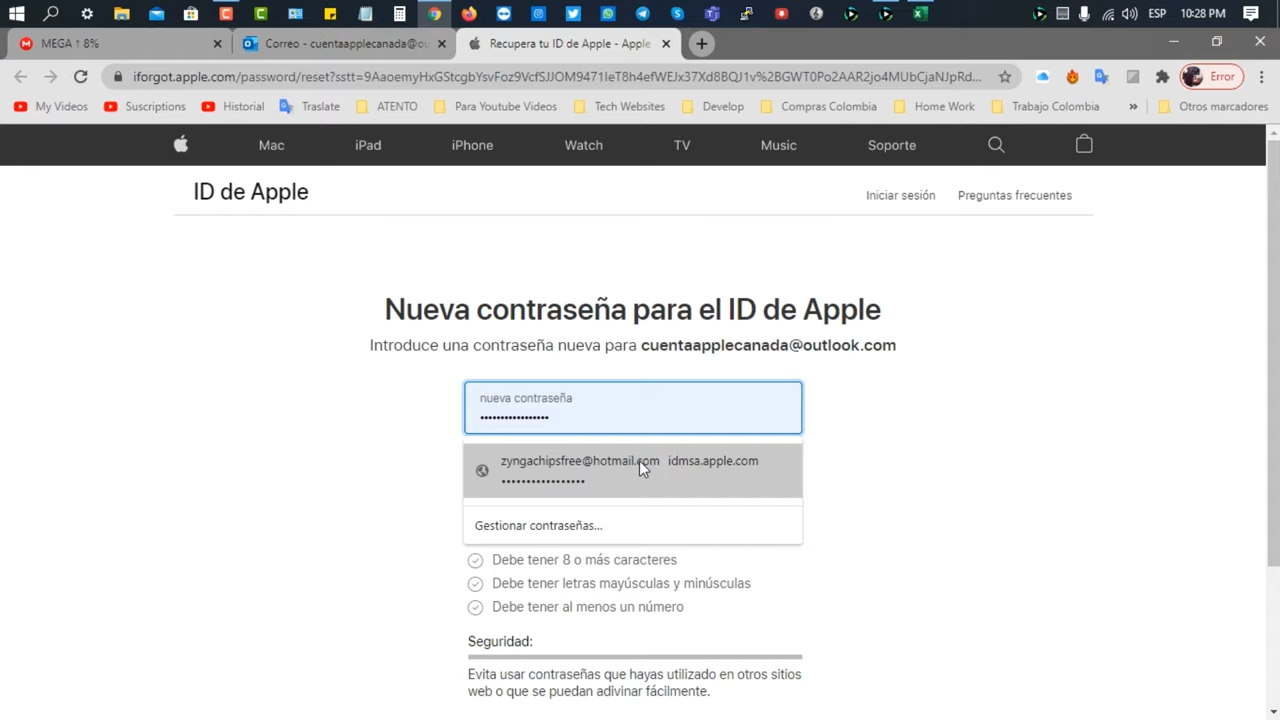 ESP 10:28 PM
MEGA ↑ 8%
Correo - cuentaapplecanada@ou
Recupera tu ID de Apple - Apple
iforgot.apple.com/password/reset?sstt=9AaoemyHxGStcgbYsvFoz9VcfSJJOM9471IeT8h4efWEJx37Xd8BQJ1v%2BGWT0Po2AAR2jo4MUbCjaNJpRd...
Error
My Videos
Suscriptions
Historial
Traslate
ATENTO
Para Youtube Videos
Tech Websites
Develop
Compras Colombia
Home Work
Trabajo Colombia
»
Otros marcadores
Mac
iPad
iPhone
Watch
TV
Music
Soporte
ID de Apple
Iniciar sesión
Preguntas frecuentes
Nueva contraseña para el ID de Apple
Introduce una contraseña nueva para cuentaapplecanada@outlook.com
nueva contraseña
•••••••••••••••••
zyngachipsfree@hotmail.com idmsa.apple.com
•••••••••••••••••
Gestionar contraseñas...
Debe tener 8 o más caracteres
Debe tener letras mayúsculas y minúsculas
Debe tener al menos un número
Seguridad:
Evita usar contraseñas que hayas utilizado en otros sitios
web o que se puedan adivinar fácilmente.